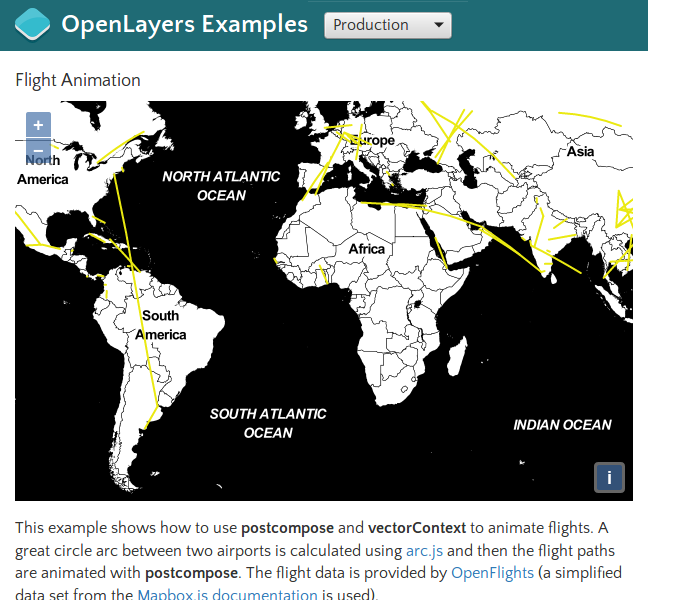 OpenLayers Examples
Production
Flight Animation
+
−
North
America
NORTH ATLANTIC
OCEAN
Europe
Asia
Africa
South
America
SOUTH ATLANTIC
OCEAN
INDIAN OCEAN
i
This example shows how to use postcompose and vectorContext to animate flights. A
great circle arc between two airports is calculated using arc.js and then the flight paths
are animated with postcompose. The flight data is provided by OpenFlights (a simplified
data set from the Mapbox.js documentation is used).